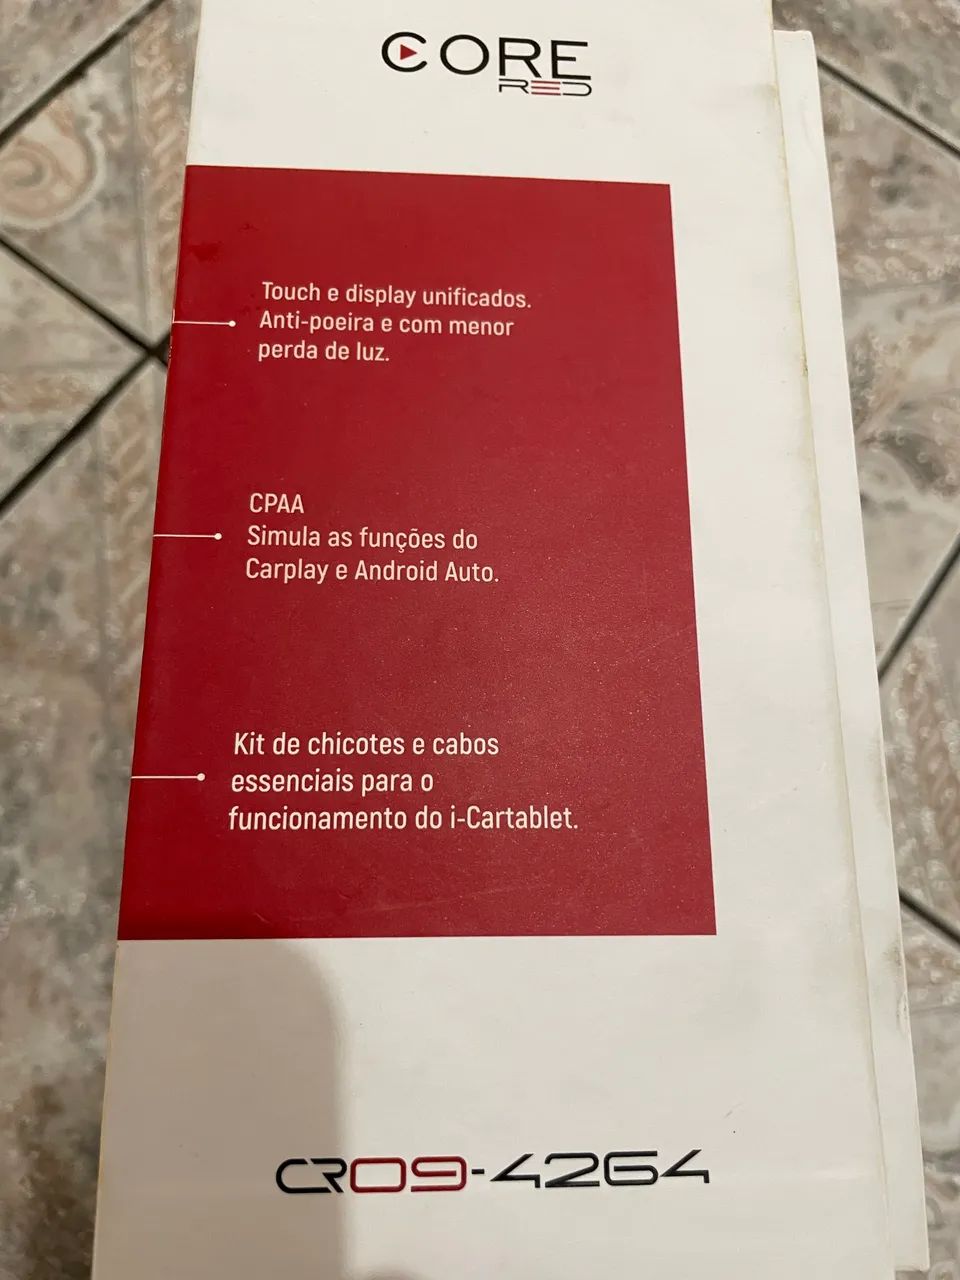 CORE
RED
Touch e display unificados.
Anti-poeira e com menor
perda de luz.
CPAA
Simula as funções do
Carplay e Android Auto.
Kit de chicotes e cabos
essenciais para o
funcionamento do i-Cartablet.
CR09-4264